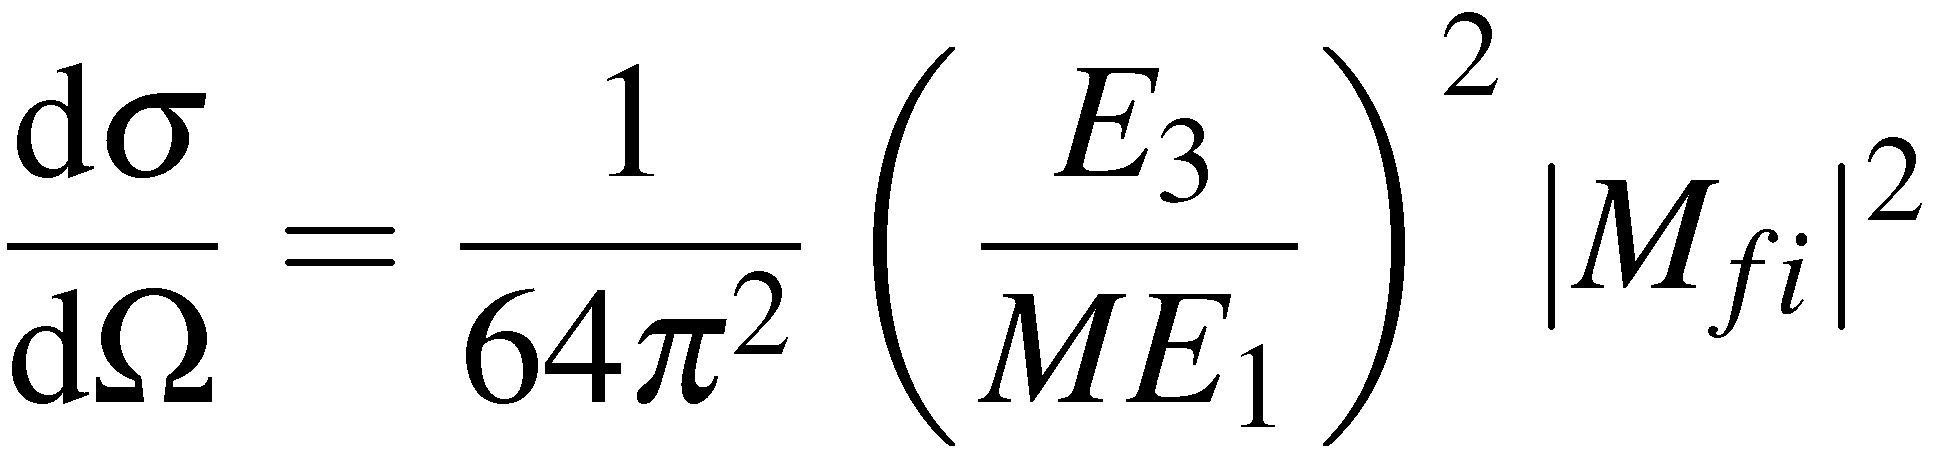 dσ/dΩ = 1/(64π²) (E₃/(ME₁))² |M_fi|²